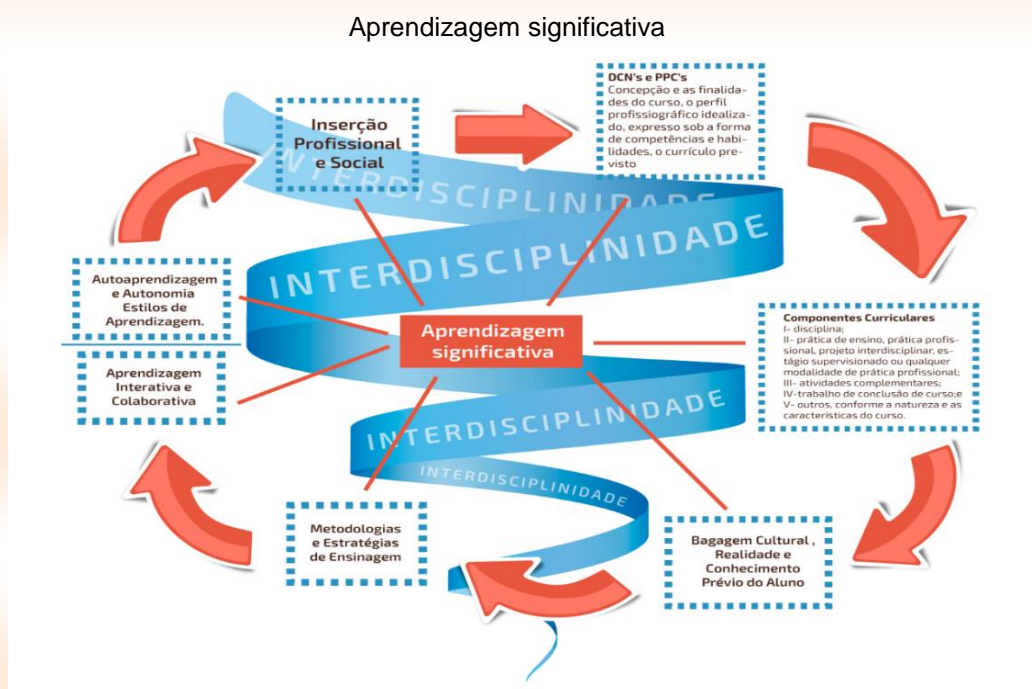 Aprendizagem significativa
Inserção
Profissional
e Social
DCN's e PPC's
Concepção e as finalida-
des do curso, o perfil
profissiográfico idealiza-
do, expresso sob a forma
de competências e habi-
lidades, o currículo pre-
visto
INTERDISCIPLINIDADE
INTERDISCIPLINIDADE
Autoaprendizagem
e Autonomia
Estilos de
Aprendizagem.
Aprendizagem
Interativa e
Colaborativa
Aprendizagem
significativa
Componentes Curriculares
I- disciplina;
II- prática de ensino, prática profis-
sional, projeto interdisciplinar, es-
tágio supervisionado ou qualquer
modalidade de prática profissional;
III- atividades complementares;
IV-trabalho de conclusão de curso;e
V- outros, conforme a natureza e as
características do curso.
INTERDISCIPLINIDADE
INTERDISCIPLINIDADE
Metodologias
e Estratégias
de Ensinagem
Bagagem Cultural ,
Realidade e
Conhecimento
Prévio do Aluno